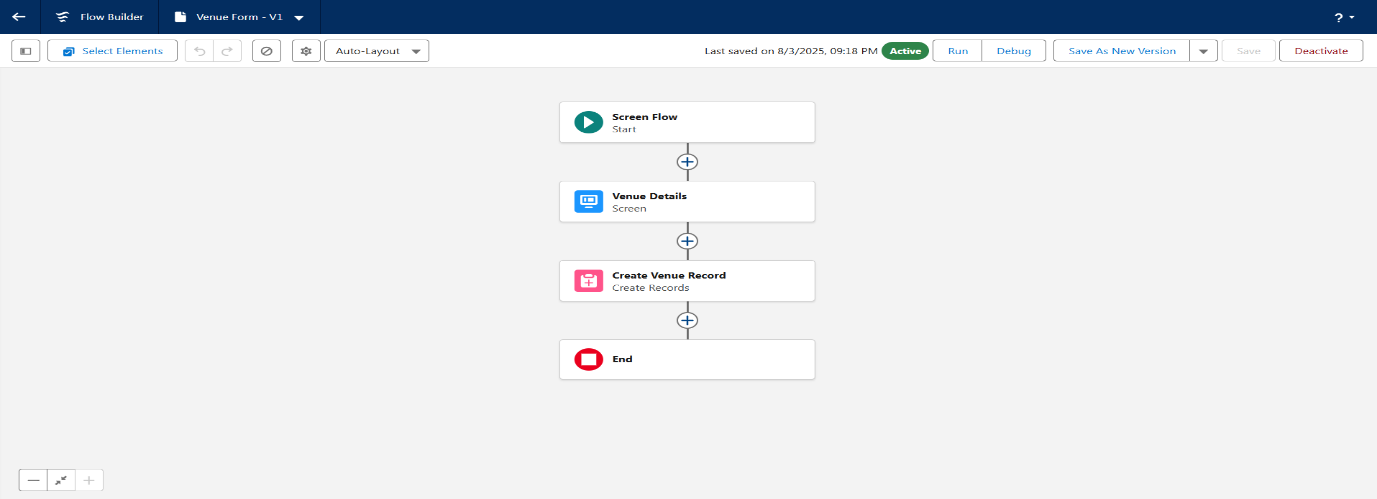 Flow Builder
Venue Form - V1
?
Select Elements
Auto-Layout
Last saved on 8/3/2025, 09:18 PM
Active
Run
Debug
Save As New Version
Save
Deactivate
Screen Flow
Start
Venue Details
Screen
Create Venue Record
Create Records
End